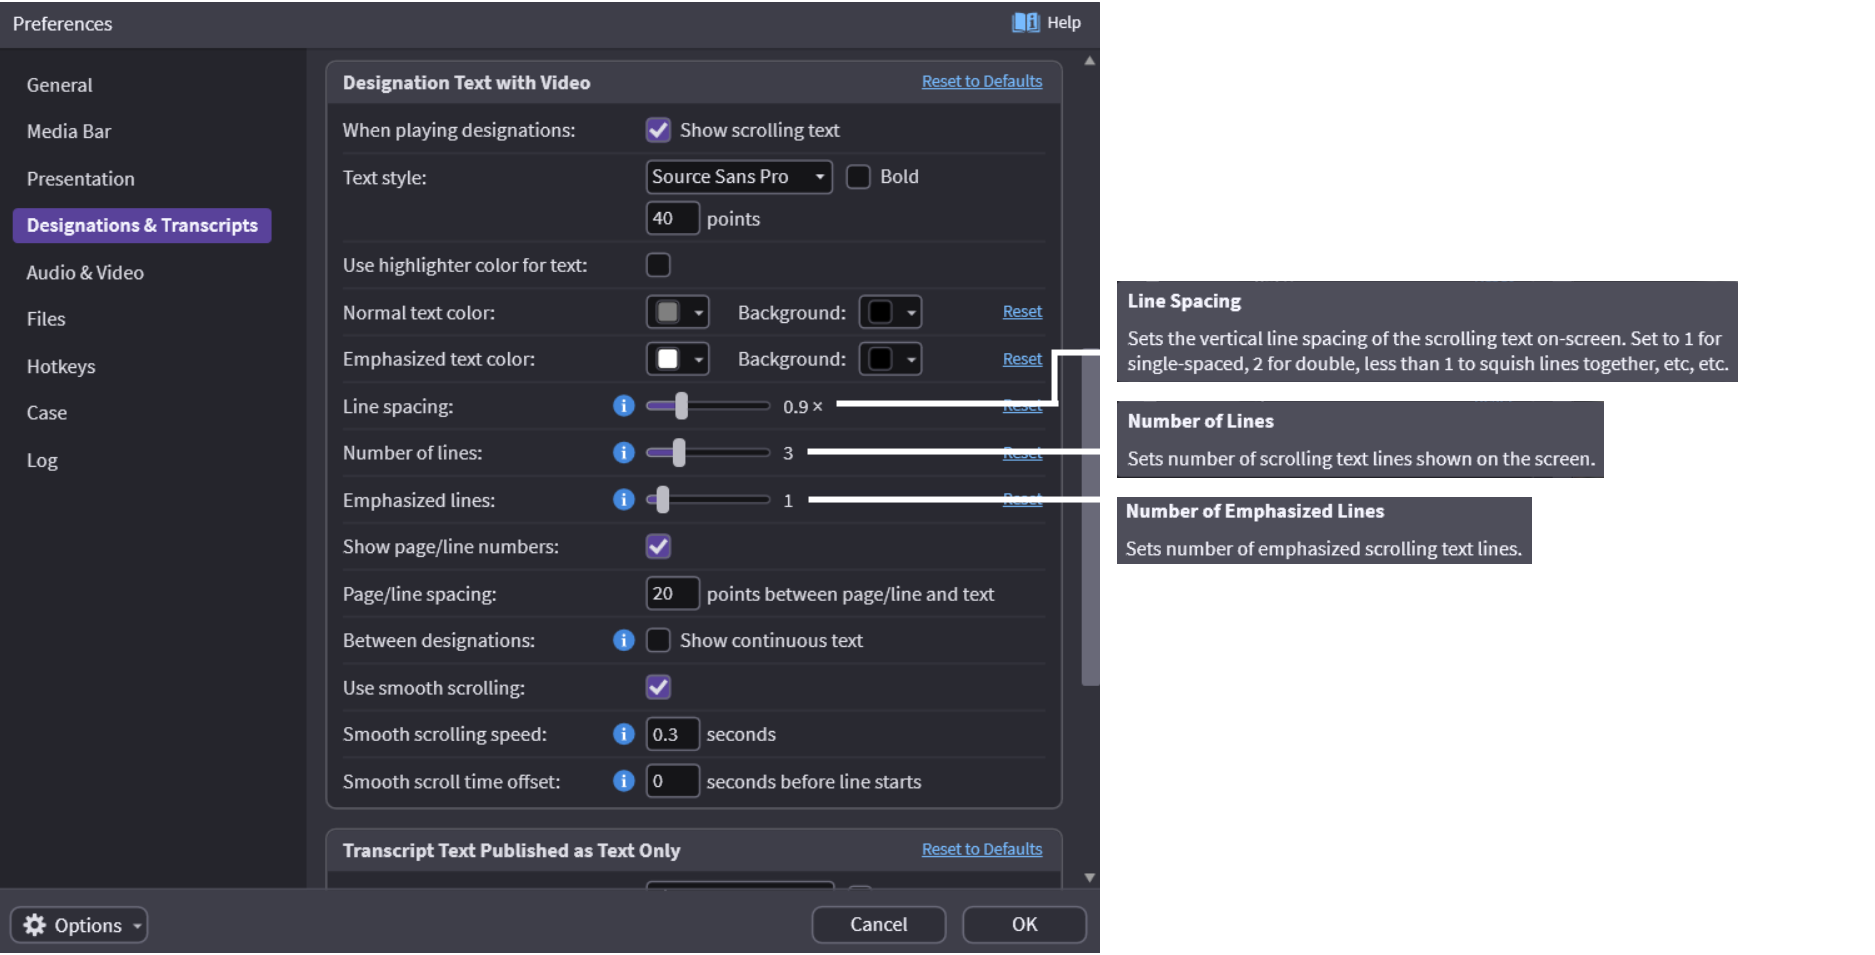 Preferences
Help
General
Media Bar
Presentation
Designations & Transcripts
Audio & Video
Files
Hotkeys
Case
Log
Designation Text with Video
Reset to Defaults
When playing designations:
Show scrolling text
Text style:
Source Sans Pro
Bold
40 points
Use highlighter color for text:
Normal text color:
Background:
Reset
Emphasized text color:
Background:
Reset
Line spacing:
0.9 ×
Reset
Number of lines:
3
Reset
Emphasized lines:
1
Reset
Show page/line numbers:
Page/line spacing:
20 points between page/line and text
Between designations:
Show continuous text
Use smooth scrolling:
Smooth scrolling speed:
0.3 seconds
Smooth scroll time offset:
0 seconds before line starts
Transcript Text Published as Text Only
Reset to Defaults
Options
Cancel
OK
Line Spacing
Sets the vertical line spacing of the scrolling text on-screen. Set to 1 for
single-spaced, 2 for double, less than 1 to squish lines together, etc, etc.
Number of Lines
Sets number of scrolling text lines shown on the screen.
Number of Emphasized Lines
Sets number of emphasized scrolling text lines.